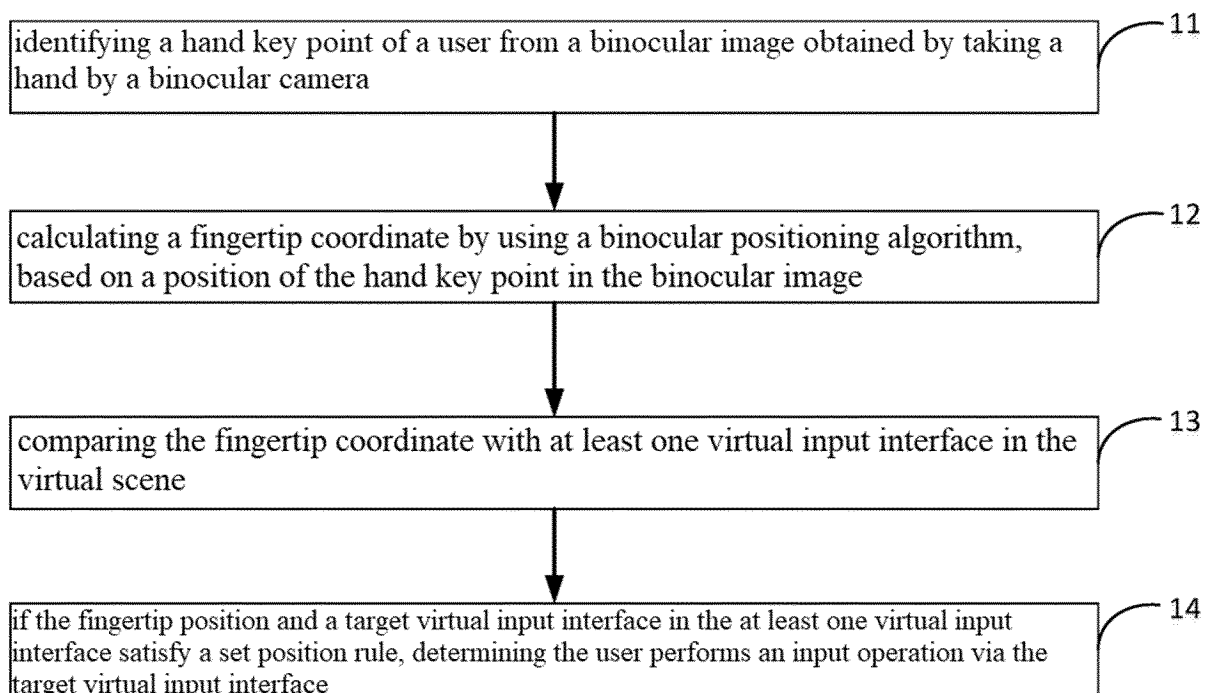 identifying a hand key point of a user from a binocular image obtained by taking a
hand by a binocular camera
11
calculating a fingertip coordinate by using a binocular positioning algorithm,
based on a position of the hand key point in the binocular image
12
comparing the fingertip coordinate with at least one virtual input interface in the
virtual scene
13
if the fingertip position and a target virtual input interface in the at least one virtual input
interface satisfy a set position rule, determining the user performs an input operation via the
target virtual input interface
14